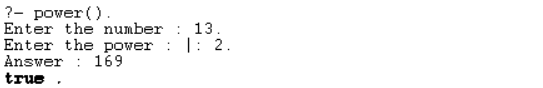 ?- power().
Enter the number : 13.
Enter the power : |: 2.
Answer : 169
true .